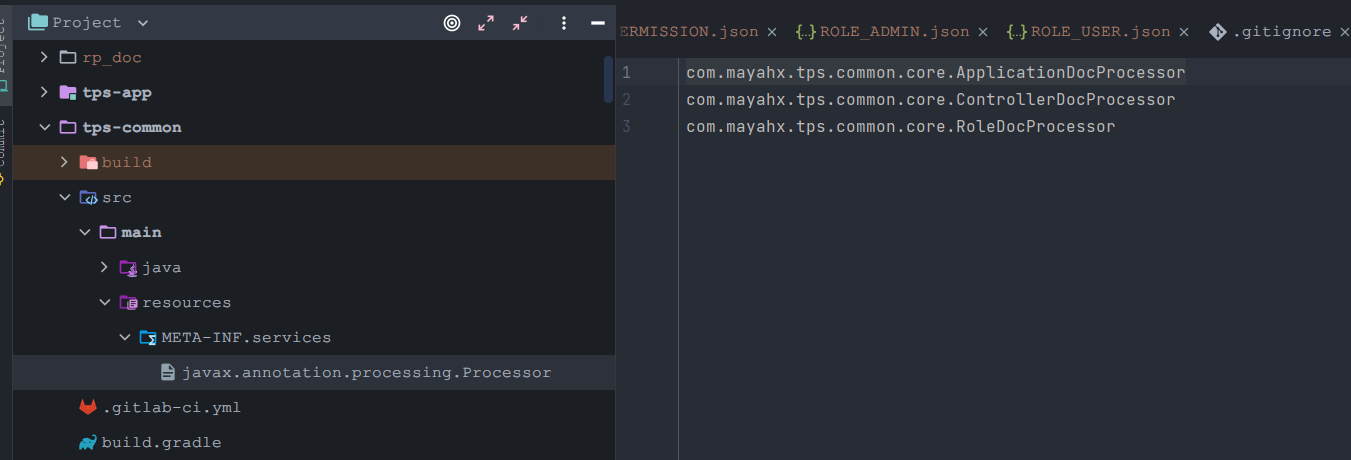 Project
rp_doc
tps-app
tps-common
build
src
main
java
resources
META-INF.services
javax.annotation.processing.Processor
.gitlab-ci.yml
build.gradle
ERMISSION.json × {..} ROLE_ADMIN.json × {..} ROLE_USER.json × .gitignore ×
1 com.mayahx.tps.common.core.ApplicationDocProcessor
2 com.mayahx.tps.common.core.ControllerDocProcessor
3 com.mayahx.tps.common.core.RoleDocProcessor